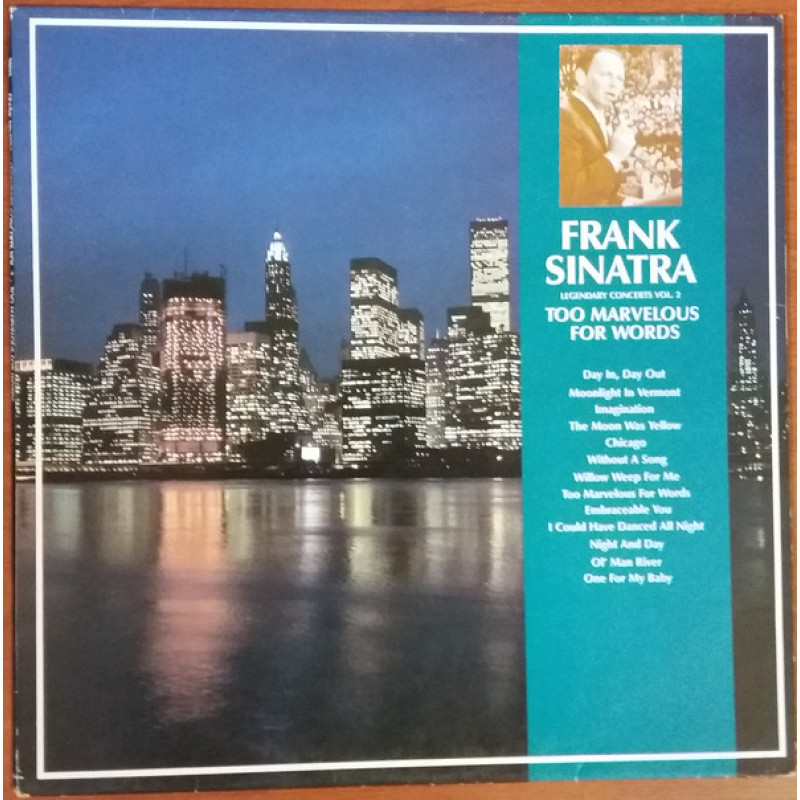 FRANK
SINATRA
LEGENDARY CONCERTS VOL. 2
TOO MARVELOUS
FOR WORDS
Day In, Day Out
Moonlight In Vermont
Imagination
The Moon Was Yellow
Chicago
Without A Song
Willow Weep For Me
Too Marvelous For Words
Embraceable You
I Could Have Danced All Night
Night And Day
Ol' Man River
One For My Baby